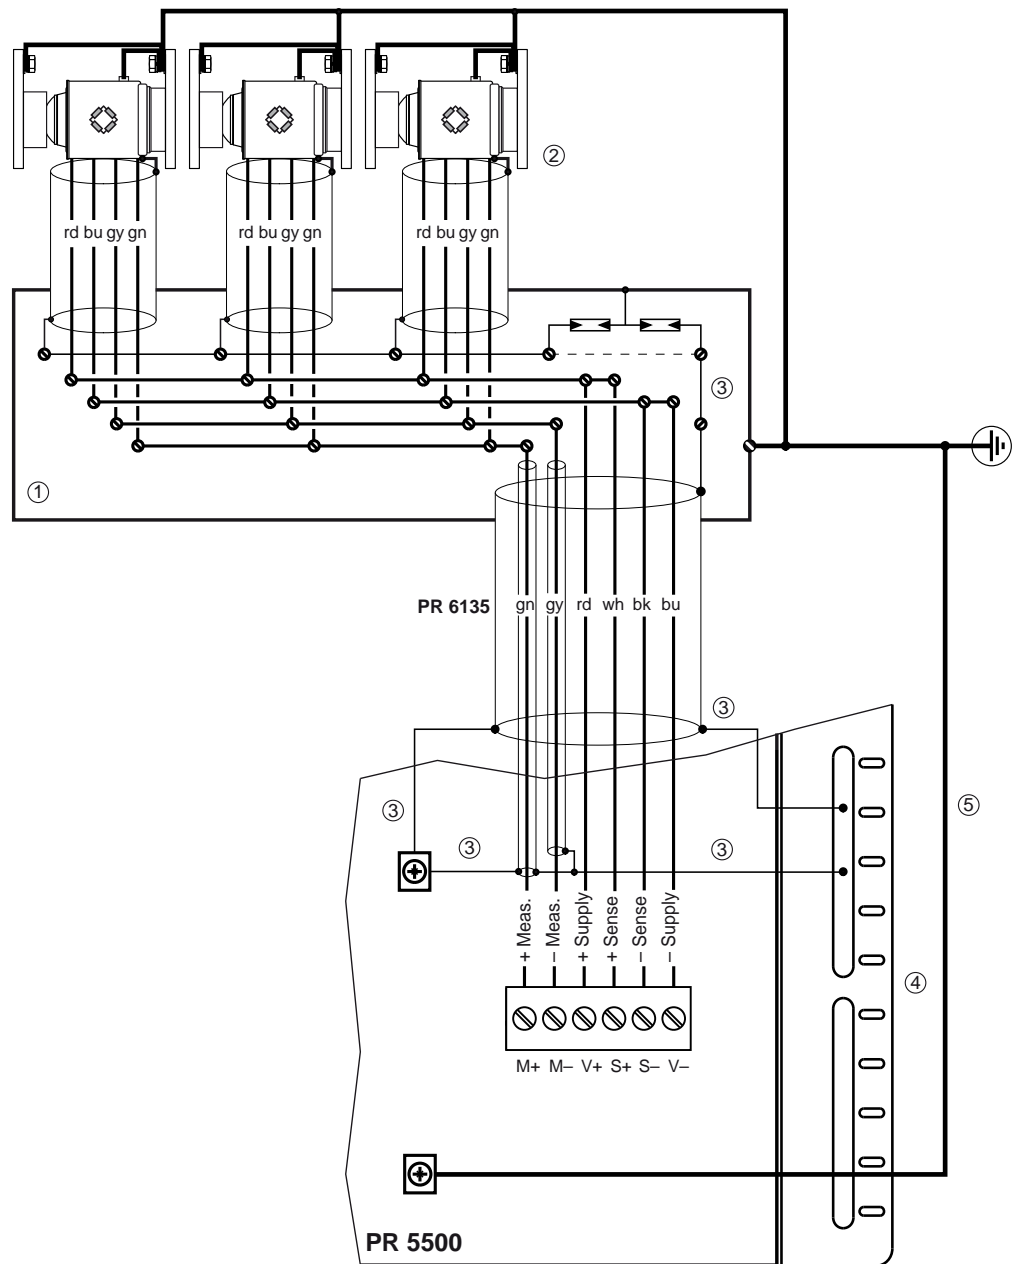 ②
rd bu gy gn
rd bu gy gn
rd bu gy gn
③
①
PR 6135
gn gy rd wh bk bu
③
③
③
③
⑤
+ Meas.
– Meas.
+ Supply
+ Sense
– Sense
– Supply
④
M+ M– V+ S+ S– V–
PR 5500